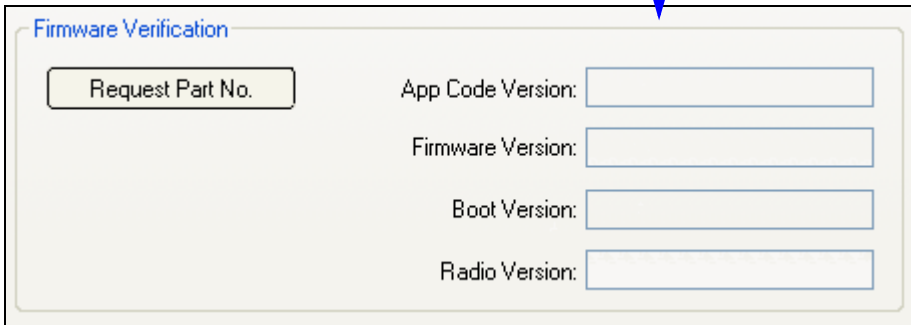 Firmware Verification
Request Part No.
App Code Version:
Firmware Version:
Boot Version:
Radio Version: